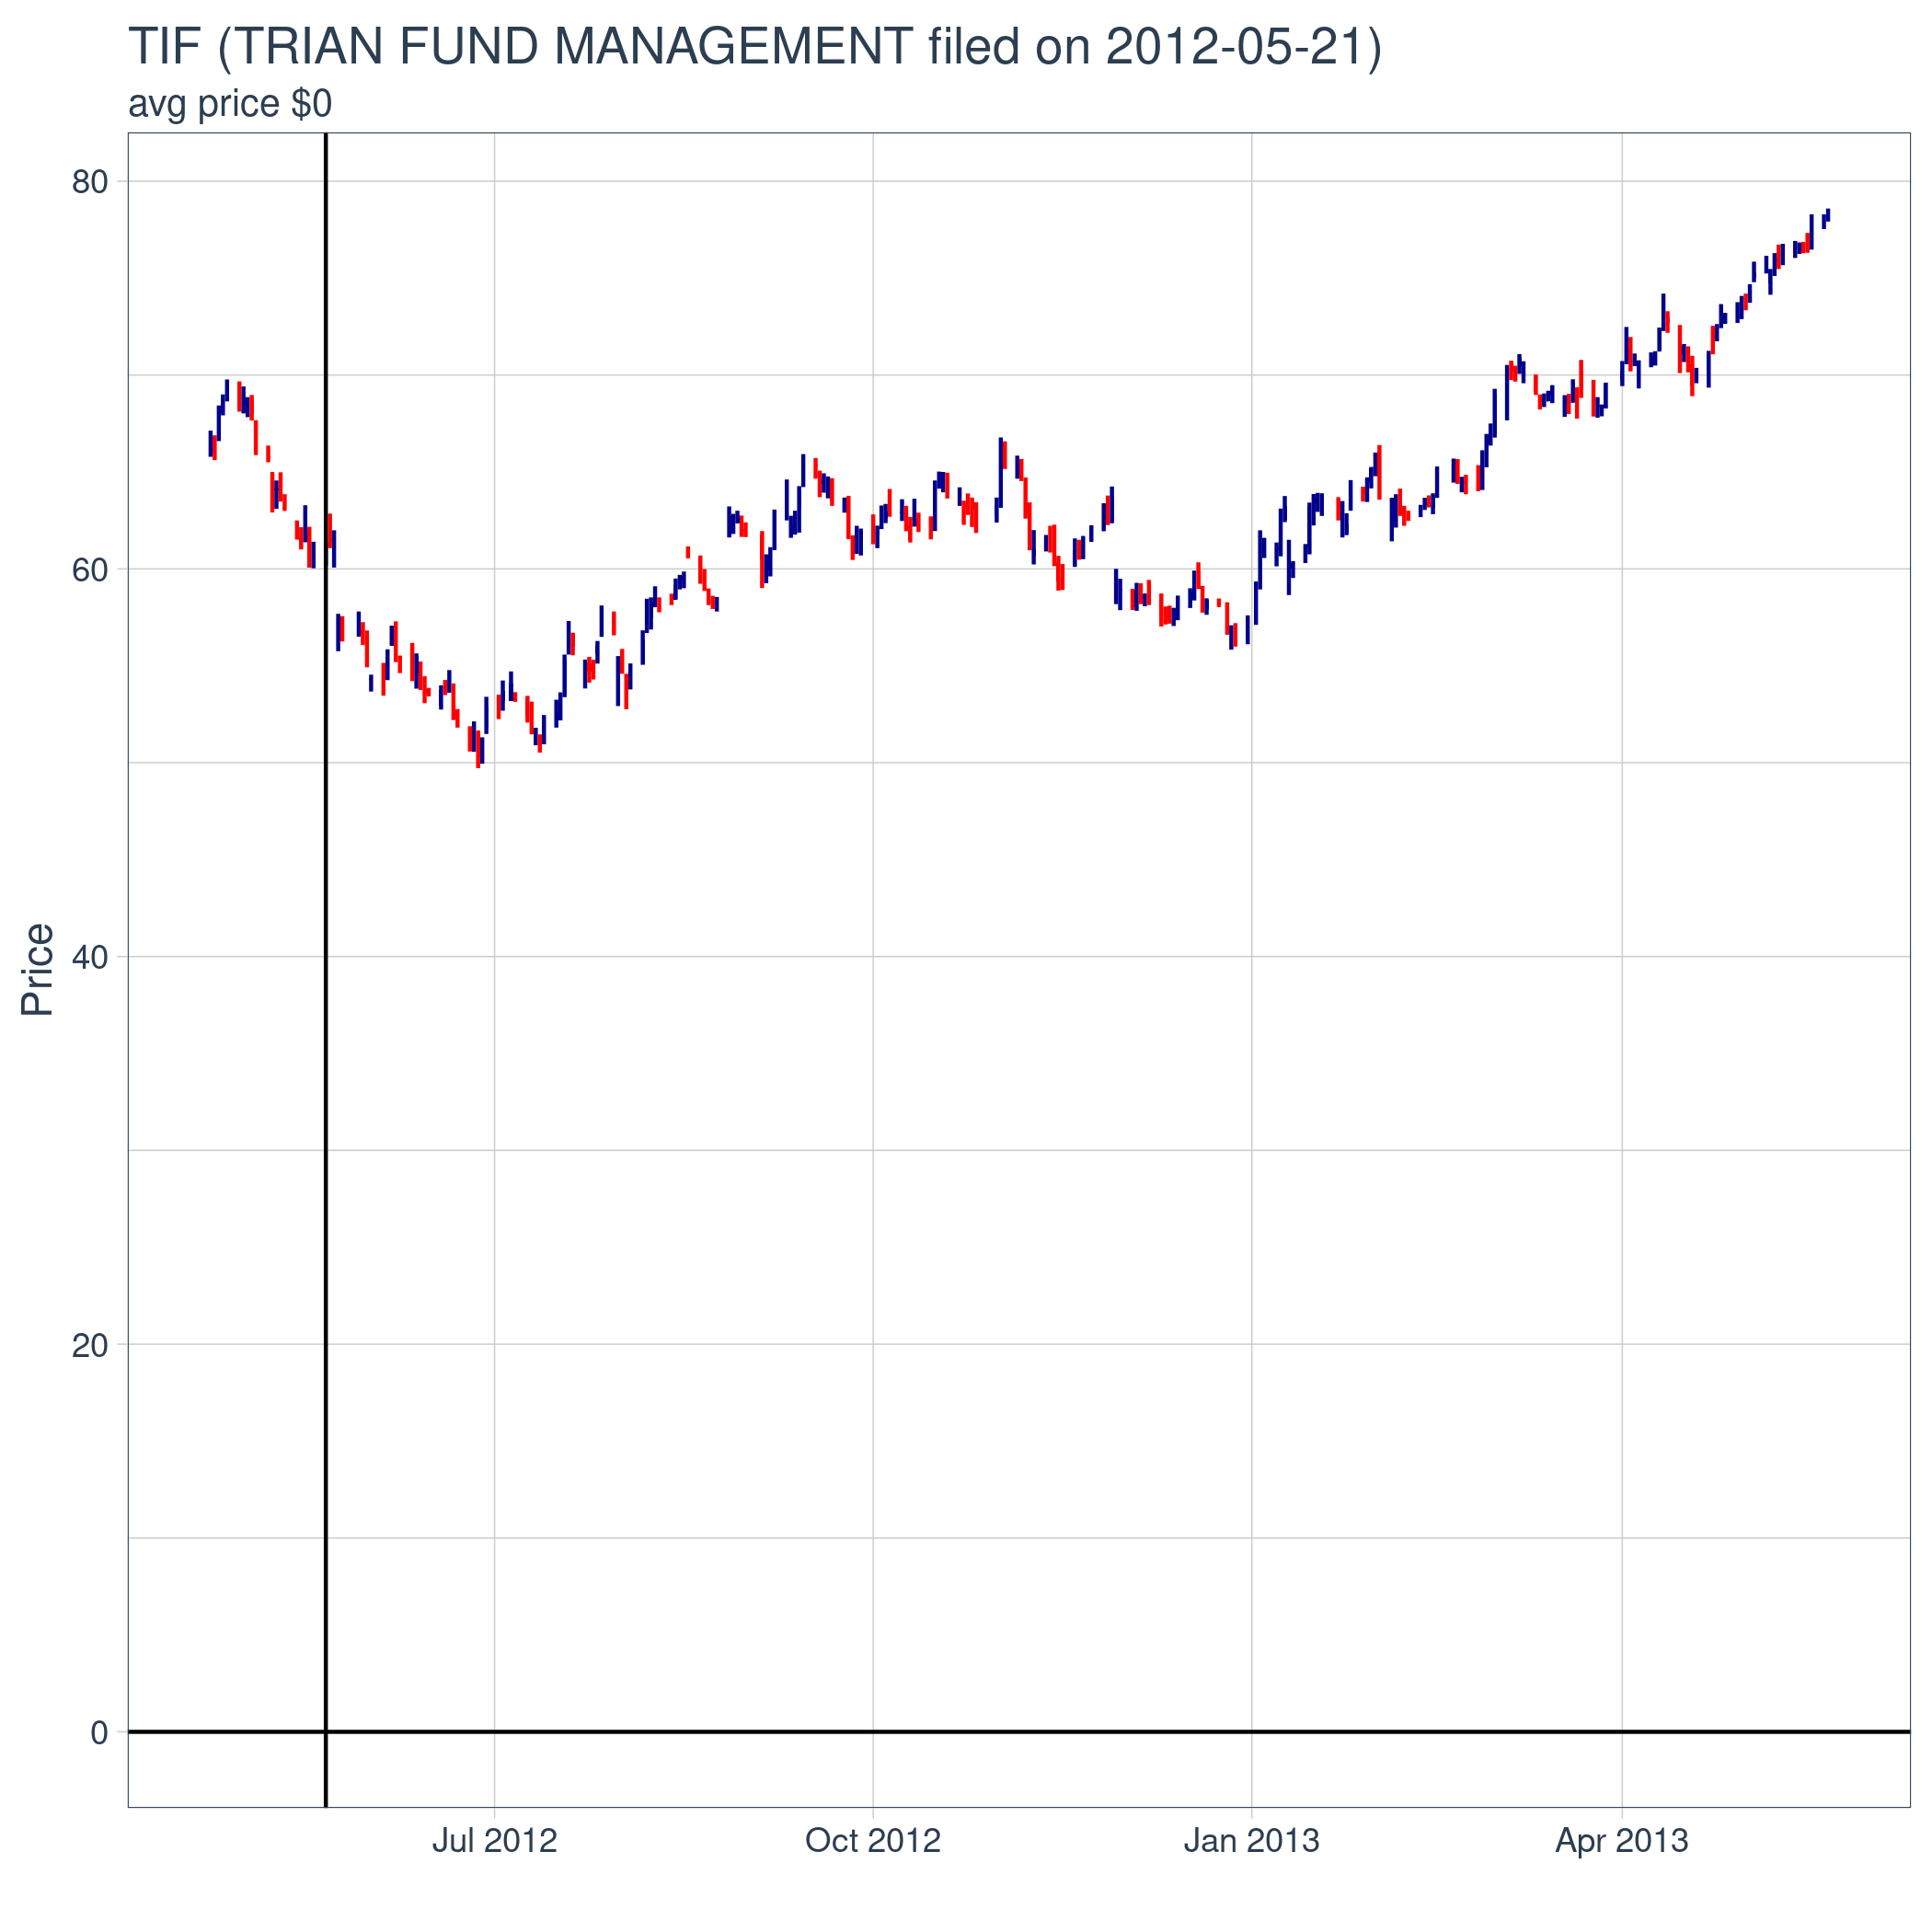 TIF (TRIAN FUND MANAGEMENT filed on 2012-05-21)
avg price $0
80
60
40
20
0
Price
Jul 2012
Oct 2012
Jan 2013
Apr 2013